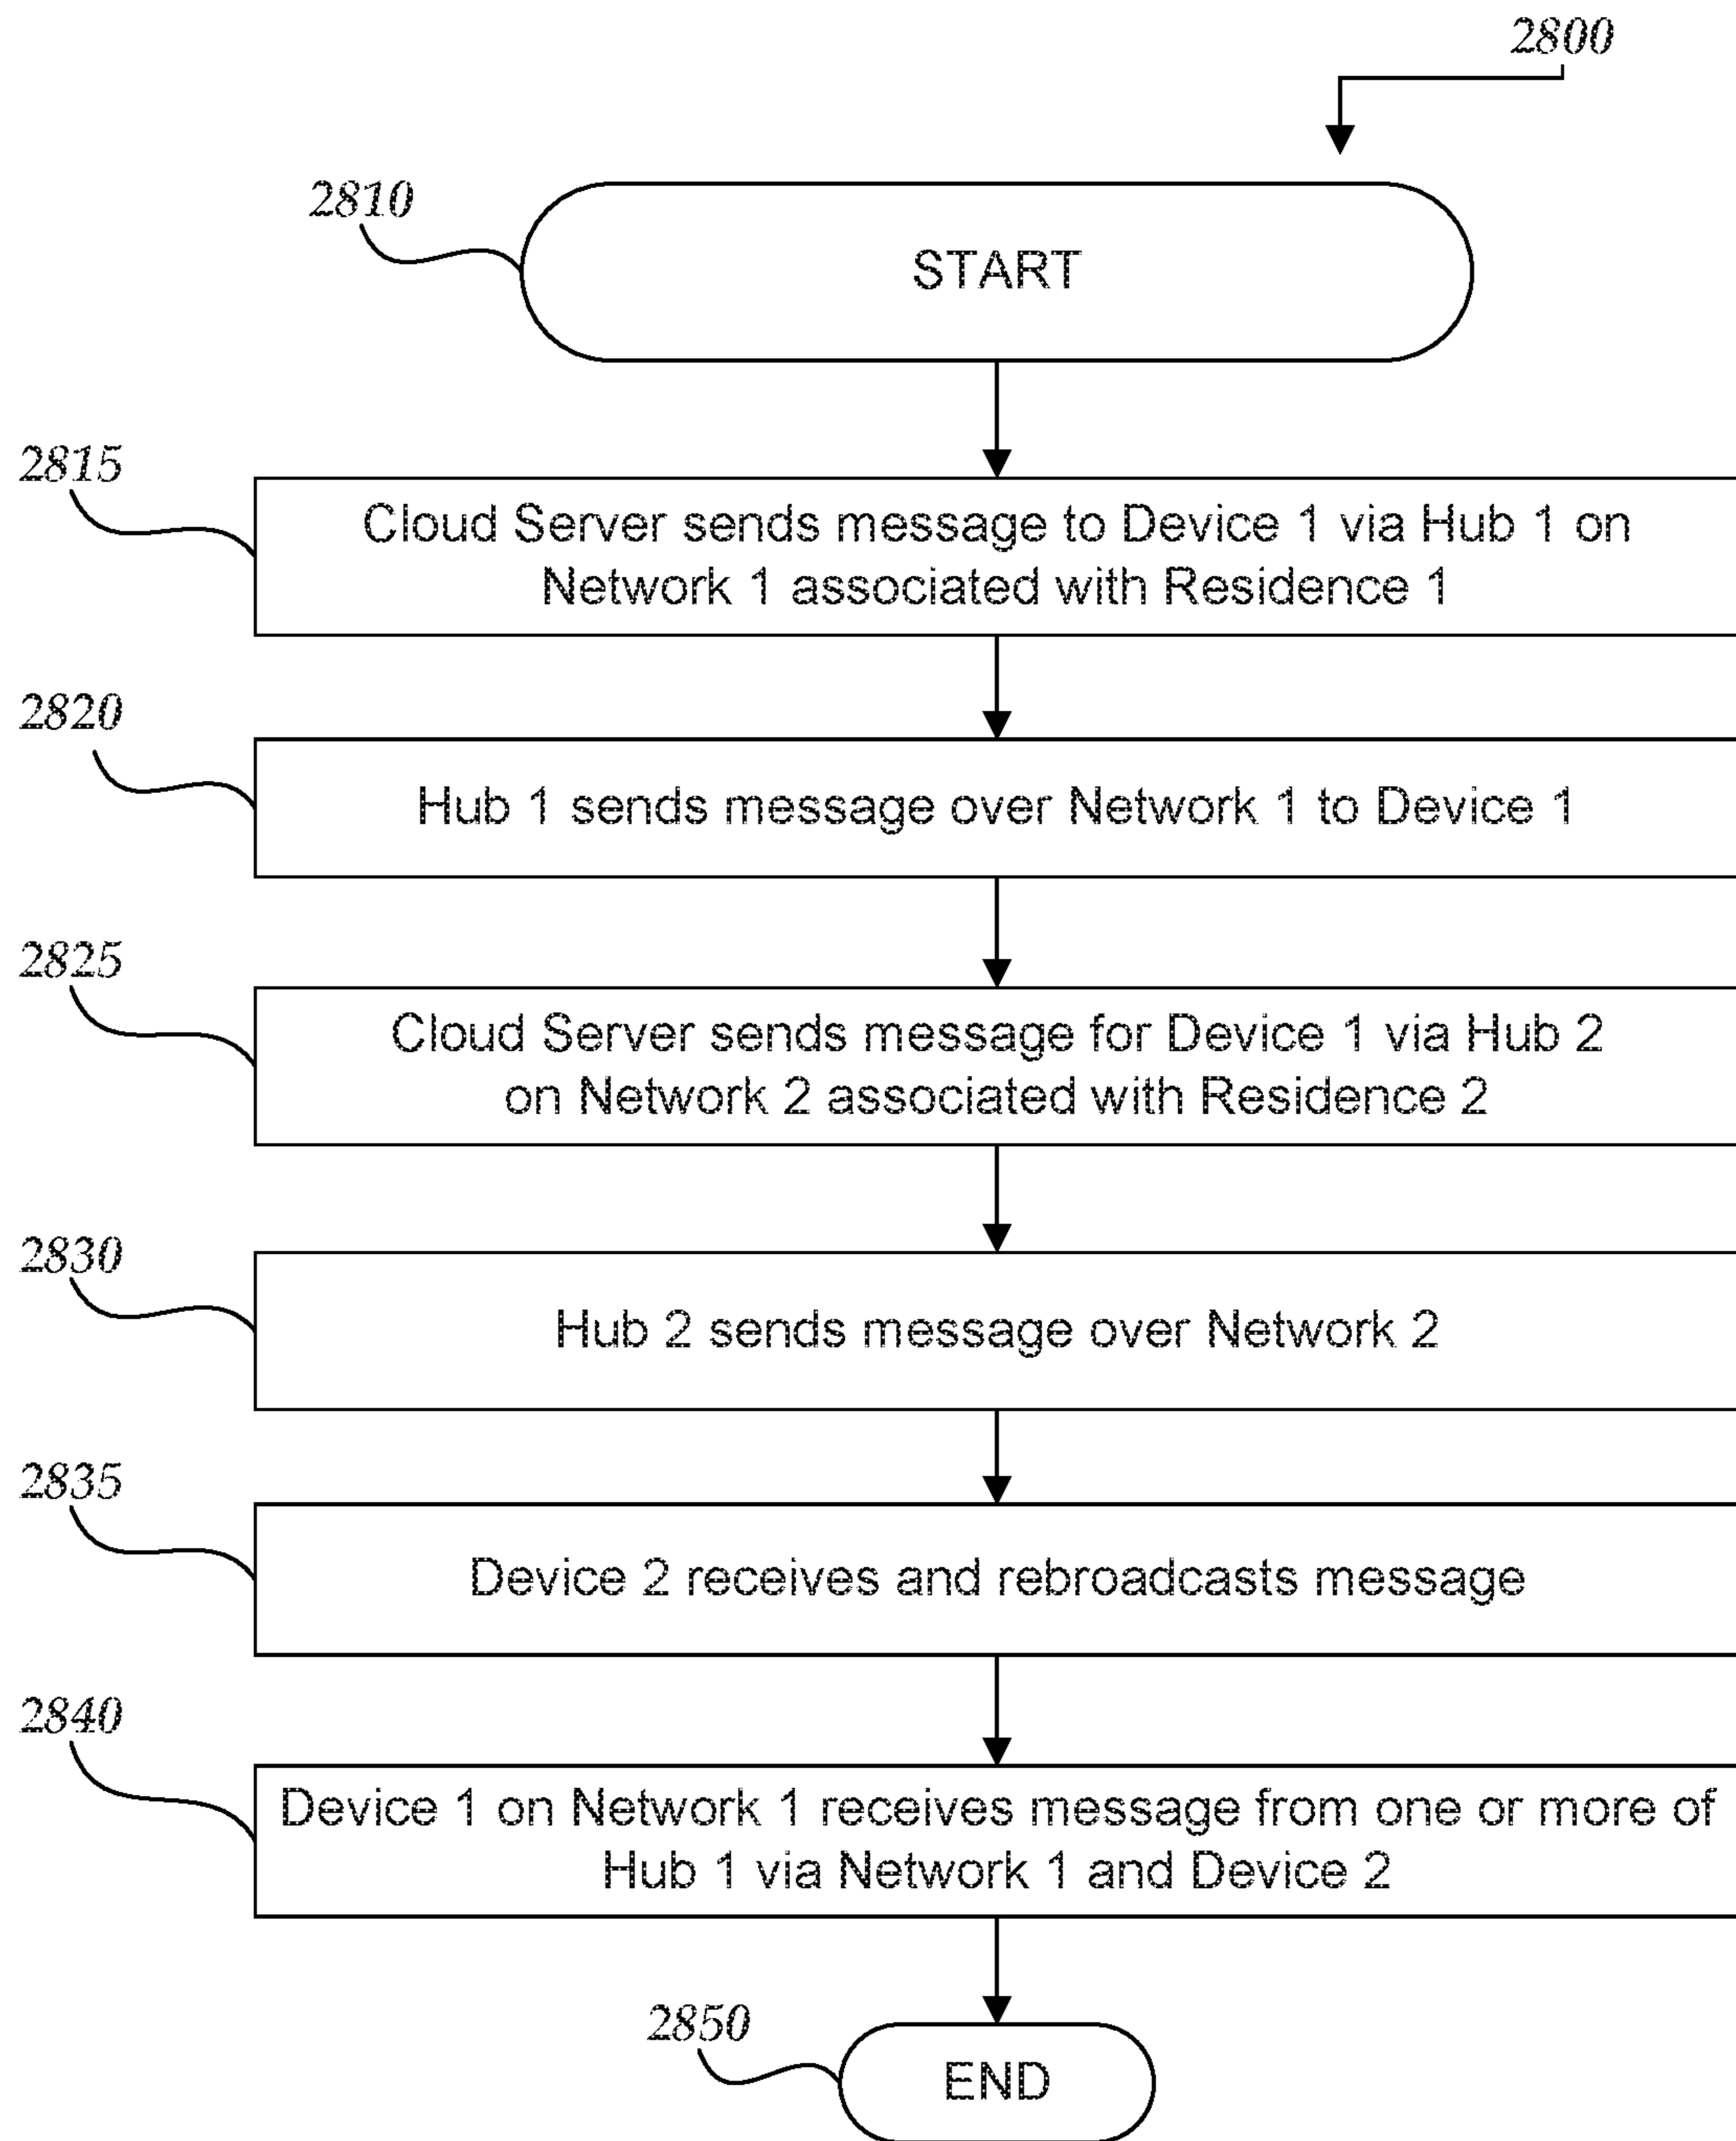 2800
2810
START
2815
Cloud Server sends message to Device 1 via Hub 1 on
Network 1 associated with Residence 1
2820
Hub 1 sends message over Network 1 to Device 1
2825
Cloud Server sends message for Device 1 via Hub 2
on Network 2 associated with Residence 2
2830
Hub 2 sends message over Network 2
2835
Device 2 receives and rebroadcasts message
2840
Device 1 on Network 1 receives message from one or more of
Hub 1 via Network 1 and Device 2
2850
END